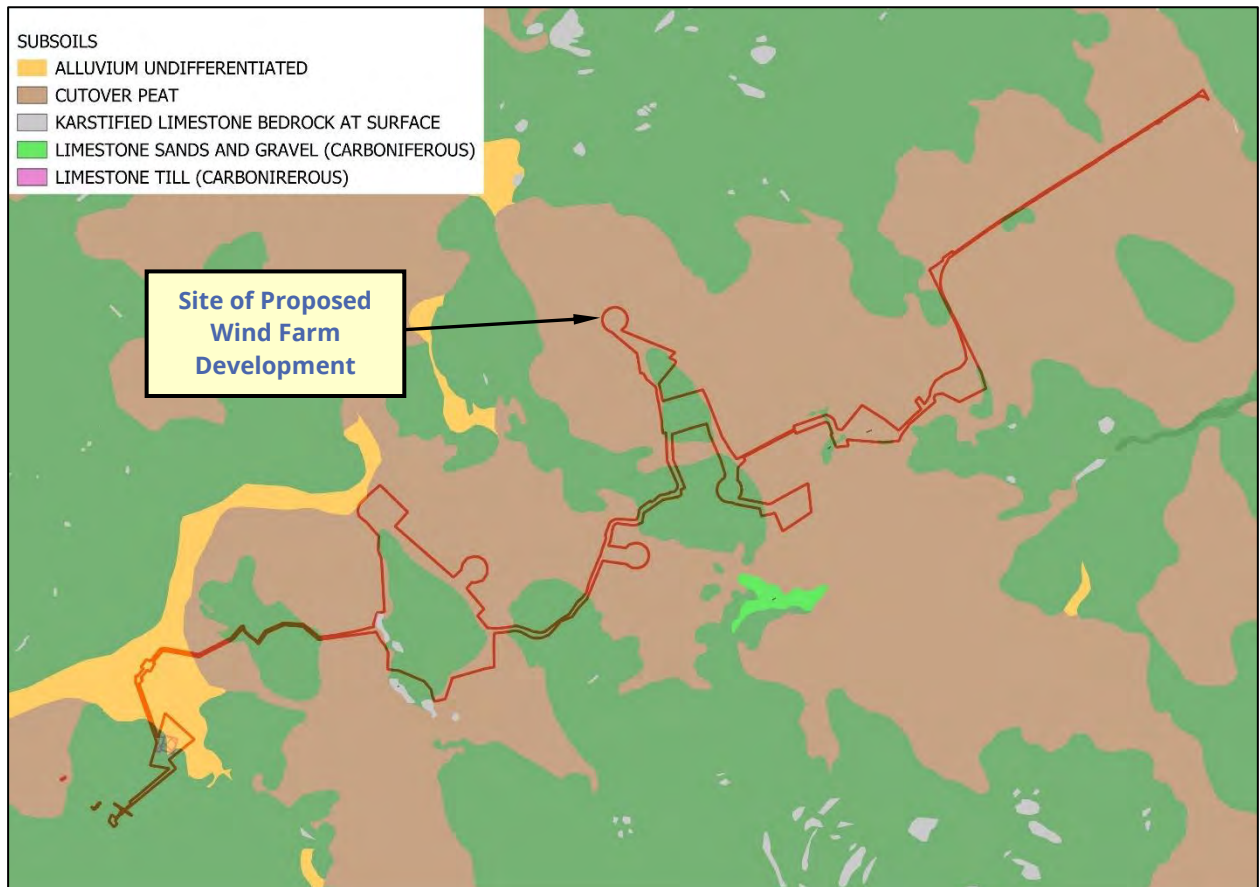 SUBSOILS
ALLUVIUM UNDIFFERENTIATED
CUTOVER PEAT
KARSTIFIED LIMESTONE BEDROCK AT SURFACE
LIMESTONE SANDS AND GRAVEL (CARBONIFEROUS)
LIMESTONE TILL (CARBONIREROUS)
Site of Proposed
Wind Farm
Development